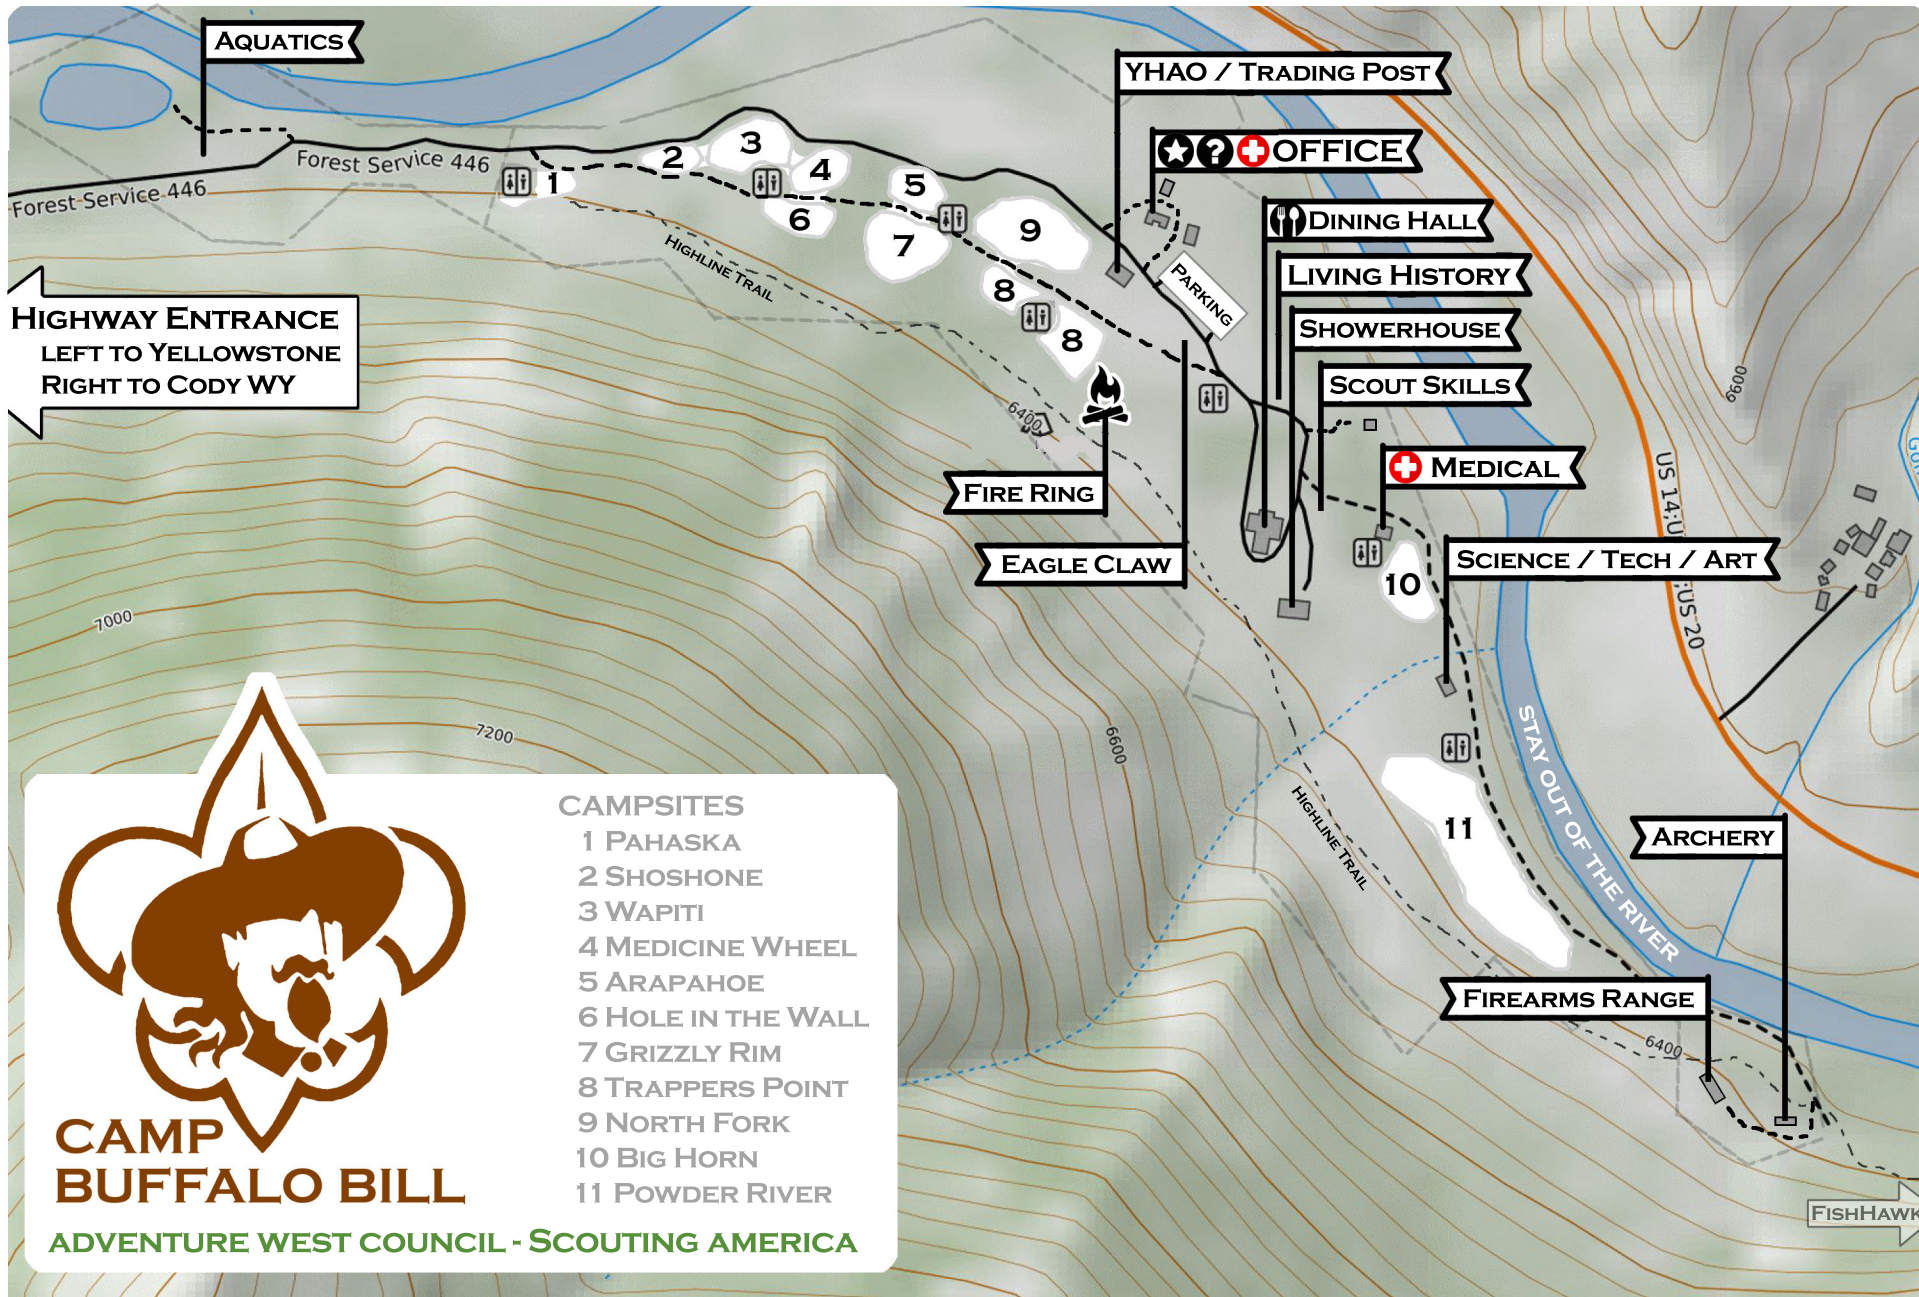 AQUATICS
YHAO / TRADING POST
OFFICE
Forest Service 446
Forest Service 446
1
2
3
4
5
6
7
8
8
9
DINING HALL
LIVING HISTORY
SHOWERHOUSE
SCOUT SKILLS
PARKING
HIGHLINE TRAIL
HIGHWAY ENTRANCE
LEFT TO YELLOWSTONE
RIGHT TO CODY WY
6400
6600
FIRE RING
EAGLE CLAW
MEDICAL
10
SCIENCE / TECH / ART
US 14;U
;US 20
7000
7200
6600
STAY OUT OF THE RIVER
HIGHLINE TRAIL
11
ARCHERY
FIREARMS RANGE
6400
FISHHAWK
CAMPSITES
1 PAHASKA
2 SHOSHONE
3 WAPITI
4 MEDICINE WHEEL
5 ARAPAHOE
6 HOLE IN THE WALL
7 GRIZZLY RIM
8 TRAPPERS POINT
9 NORTH FORK
10 BIG HORN
11 POWDER RIVER
CAMP
BUFFALO BILL
ADVENTURE WEST COUNCIL - SCOUTING AMERICA